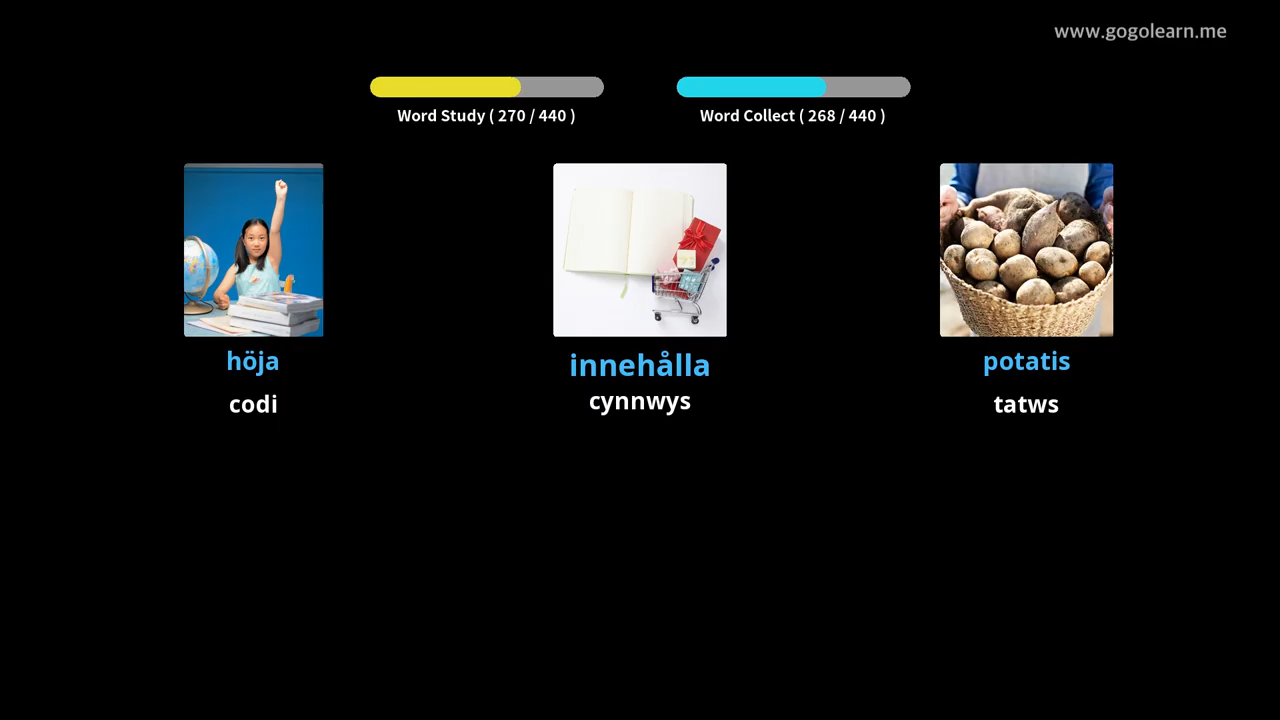 www.gogolearn.me
Word Study ( 270 / 440 )
Word Collect ( 268 / 440 )
höja
codi
innehålla
cynnwys
potatis
tatws